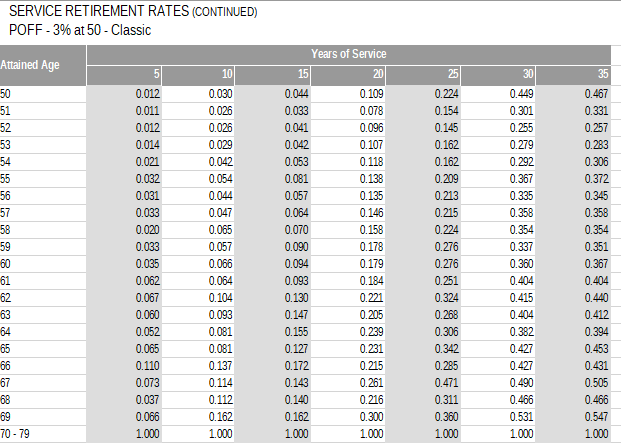 SERVICE RETIREMENT RATES (CONTINUED)
POFF - 3% at 50 - Classic
Years of Service
Attained Age
5 10 15 20 25 30 35
50 0.012 0.030 0.044 0.109 0.224 0.449 0.467
51 0.011 0.026 0.033 0.078 0.154 0.301 0.331
52 0.012 0.026 0.041 0.096 0.145 0.255 0.257
53 0.014 0.029 0.042 0.107 0.162 0.279 0.283
54 0.021 0.042 0.053 0.118 0.162 0.292 0.306
55 0.032 0.054 0.081 0.138 0.209 0.367 0.372
56 0.031 0.044 0.057 0.135 0.213 0.335 0.345
57 0.033 0.047 0.064 0.146 0.215 0.358 0.358
58 0.020 0.065 0.070 0.158 0.224 0.354 0.354
59 0.033 0.057 0.090 0.178 0.276 0.337 0.351
60 0.035 0.066 0.094 0.179 0.276 0.360 0.367
61 0.062 0.064 0.093 0.184 0.251 0.404 0.404
62 0.067 0.104 0.130 0.221 0.324 0.415 0.440
63 0.060 0.093 0.147 0.205 0.268 0.404 0.412
64 0.052 0.081 0.155 0.239 0.306 0.382 0.394
65 0.065 0.081 0.127 0.231 0.342 0.427 0.453
66 0.110 0.137 0.172 0.215 0.285 0.427 0.431
67 0.073 0.114 0.143 0.261 0.471 0.490 0.505
68 0.037 0.112 0.140 0.216 0.311 0.466 0.466
69 0.066 0.162 0.162 0.300 0.360 0.531 0.547
70 - 79 1.000 1.000 1.000 1.000 1.000 1.000 1.000